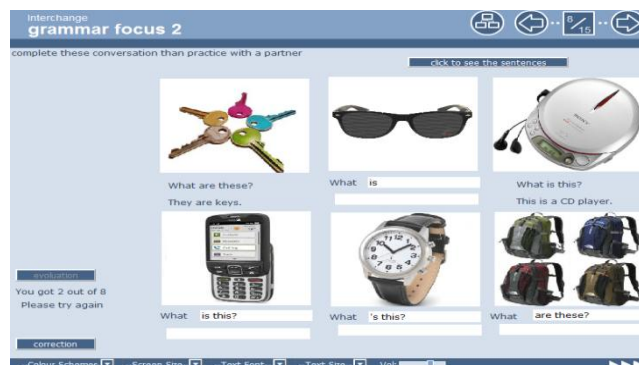 Interchange
grammar focus 2
8/15
complete these conversation than practice with a partner
click to see the sentences
What are these?
They are keys.
What is
What is this?
This is a CD player.
evaluation
You got 2 out of 8
Please try again
What is this?
What 's this?
What are these?
correction
Colour Schemes Screen Size Text Font Text Size Vol: